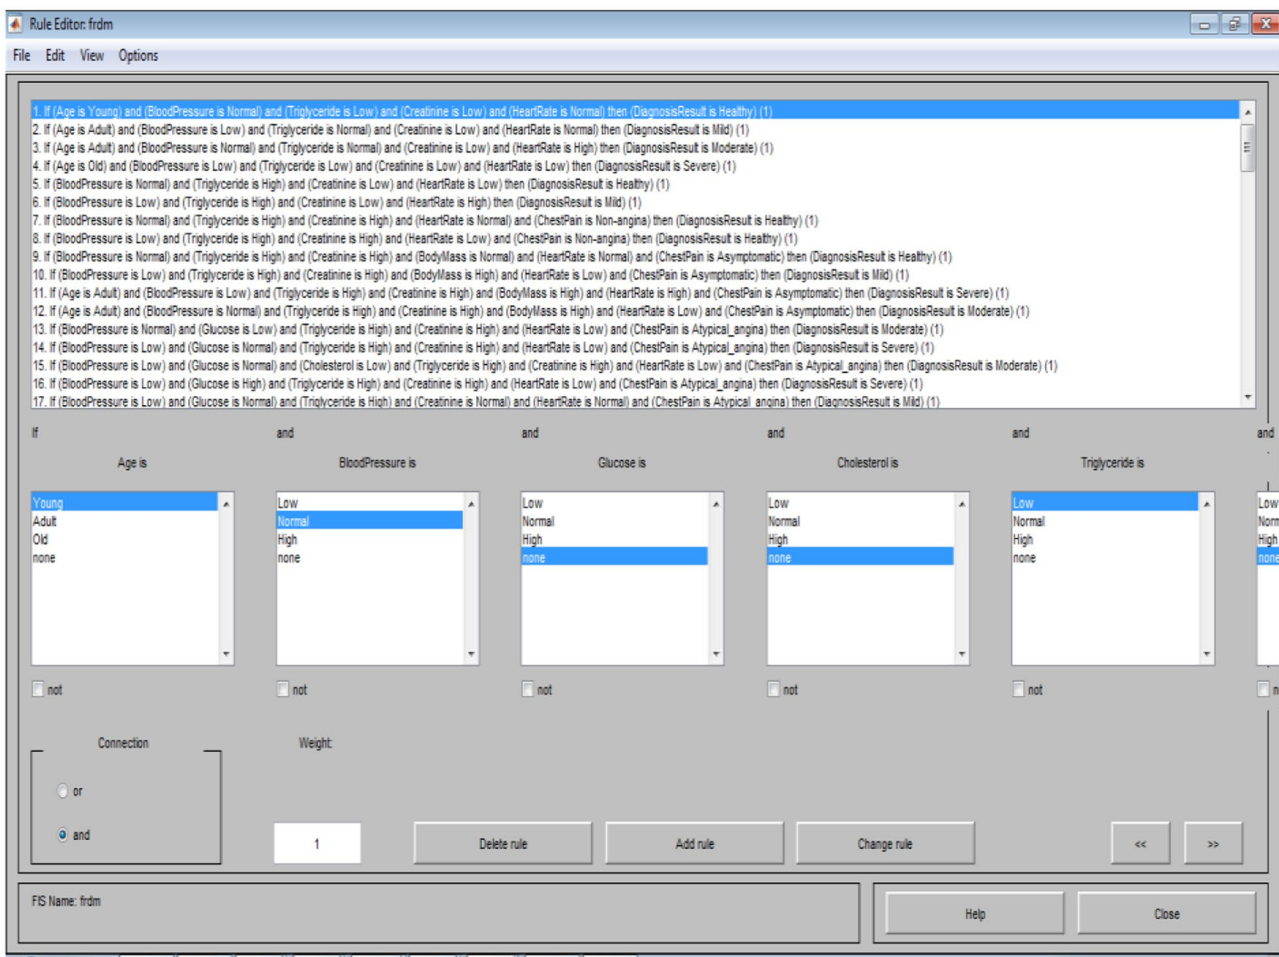 Rule Editor: frdm
File Edit View Options
1. If (Age is Young) and (BloodPressure is Normal) and (Triglyceride is Low) and (Creatinine is Low) and (HeartRate is Normal) then (DiagnosisResult is Healthy) (1)
2. If (Age is Adult) and (BloodPressure is Low) and (Triglyceride is Normal) and (Creatinine is Low) and (HeartRate is Normal) then (DiagnosisResult is Mild) (1)
3. If (Age is Adult) and (BloodPressure is Normal) and (Triglyceride is Normal) and (Creatinine is Low) and (HeartRate is High) then (DiagnosisResult is Moderate) (1)
4. If (Age is Old) and (BloodPressure is Low) and (Triglyceride is Low) and (Creatinine is Low) and (HeartRate is Low) then (DiagnosisResult is Severe) (1)
5. If (BloodPressure is Normal) and (Triglyceride is High) and (Creatinine is Low) and (HeartRate is Low) then (DiagnosisResult is Healthy) (1)
6. If (BloodPressure is Low) and (Triglyceride is High) and (Creatinine is Low) and (HeartRate is High) then (DiagnosisResult is Mild) (1)
7. If (BloodPressure is Normal) and (Triglyceride is High) and (Creatinine is High) and (HeartRate is Normal) and (ChestPain is Non-angina) then (DiagnosisResult is Healthy) (1)
8. If (BloodPressure is Low) and (Triglyceride is High) and (Creatinine is High) and (HeartRate is Low) and (ChestPain is Non-angina) then (DiagnosisResult is Healthy) (1)
9. If (BloodPressure is Normal) and (Triglyceride is High) and (Creatinine is High) and (BodyMass is Normal) and (HeartRate is Normal) and (ChestPain is Asymptomatic) then (DiagnosisResult is Healthy) (1)
10. If (BloodPressure is Low) and (Triglyceride is High) and (Creatinine is High) and (BodyMass is High) and (HeartRate is Low) and (ChestPain is Asymptomatic) then (DiagnosisResult is Mild) (1)
11. If (Age is Adult) and (BloodPressure is Low) and (Triglyceride is High) and (Creatinine is High) and (BodyMass is High) and (HeartRate is High) and (ChestPain is Asymptomatic) then (DiagnosisResult is Severe) (1)
12. If (Age is Adult) and (BloodPressure is Normal) and (Triglyceride is High) and (Creatinine is High) and (BodyMass is High) and (HeartRate is Low) and (ChestPain is Asymptomatic) then (DiagnosisResult is Moderate) (1)
13. If (BloodPressure is Normal) and (Glucose is Low) and (Triglyceride is High) and (Creatinine is High) and (HeartRate is Low) and (ChestPain is Atypical_angina) then (DiagnosisResult is Moderate) (1)
14. If (BloodPressure is Low) and (Glucose is Normal) and (Triglyceride is High) and (Creatinine is High) and (HeartRate is Low) and (ChestPain is Atypical_angina) then (DiagnosisResult is Severe) (1)
15. If (BloodPressure is Low) and (Glucose is Normal) and (Cholesterol is Low) and (Triglyceride is High) and (Creatinine is High) and (HeartRate is Low) and (ChestPain is Atypical_angina) then (DiagnosisResult is Moderate) (1)
16. If (BloodPressure is Low) and (Glucose is High) and (Triglyceride is High) and (Creatinine is High) and (HeartRate is Low) and (ChestPain is Atypical_angina) then (DiagnosisResult is Severe) (1)
17. If (BloodPressure is Low) and (Glucose is Normal) and (Triglyceride is High) and (Creatinine is Normal) and (HeartRate is Normal) and (ChestPain is Atypical_angina) then (DiagnosisResult is Mild) (1)
If and and and and and
Age is BloodPressure is Glucose is Cholesterol is Triglyceride is
Young Low Low Low Low Low
Adult Normal Normal Normal Normal Norm
Old High High High High High
none none none none none none
not not not not not n
Connection Weight:
or
and 1 Delete rule Add rule Change rule << >>
FIS Name: frdm Help Close